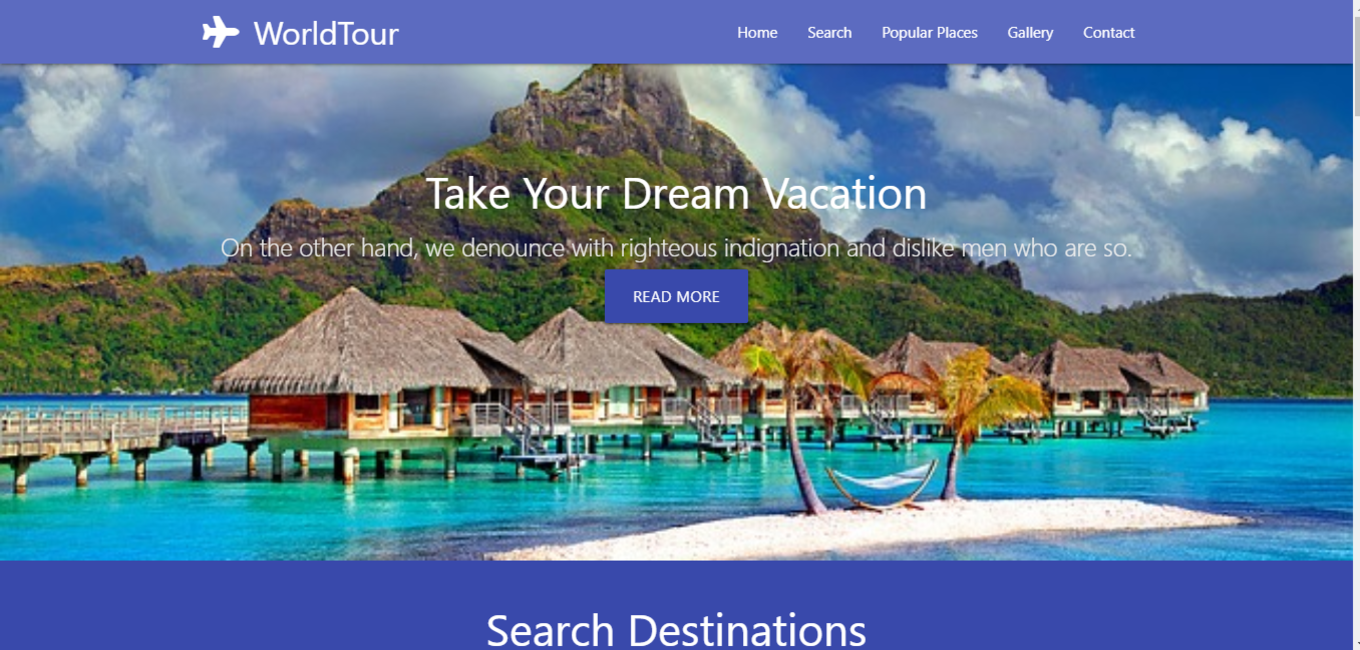 WorldTour
Home Search Popular Places Gallery Contact
Take Your Dream Vacation
On the other hand, we denounce with righteous indignation and dislike men who are so.
READ MORE
Search Destinations